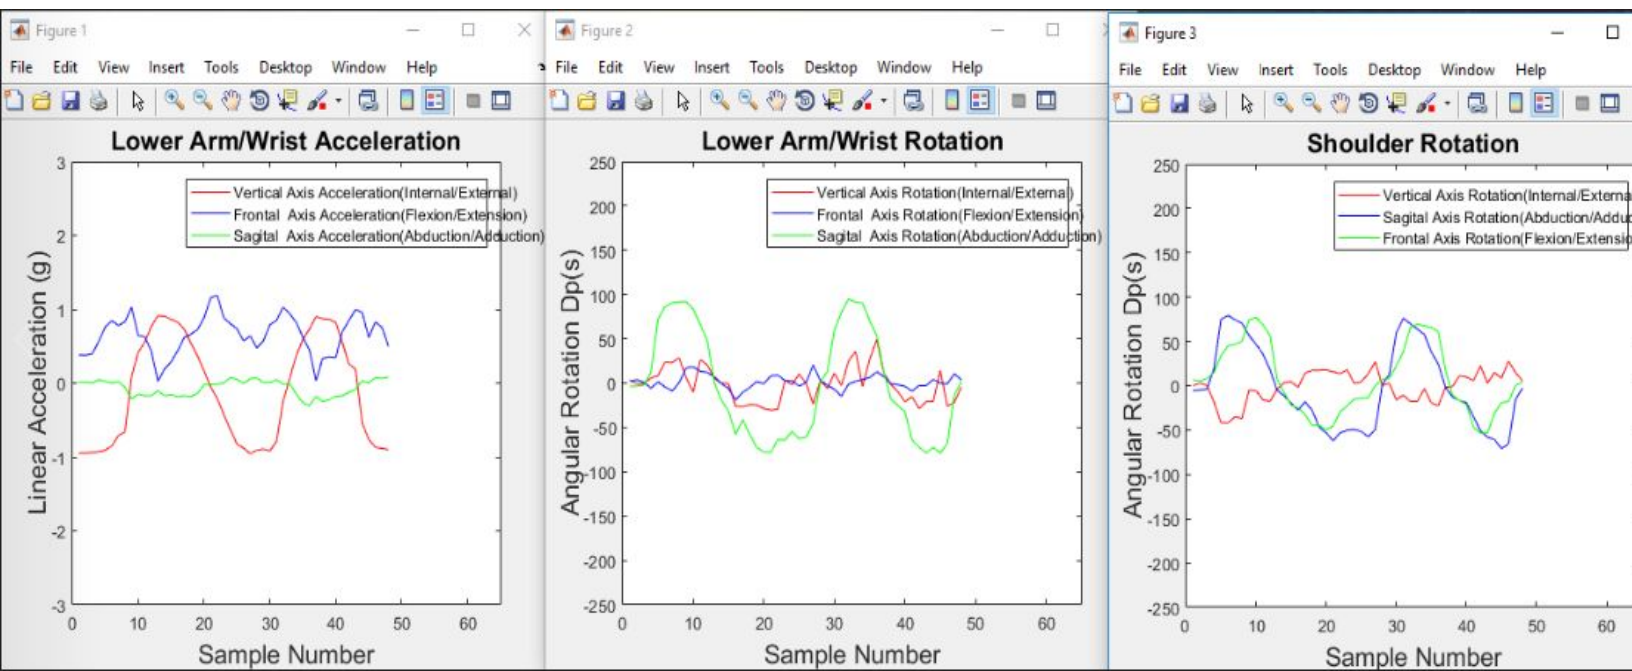 Figure 1
File Edit View Insert Tools Desktop Window Help
Lower Arm/Wrist Acceleration
Vertical Axis Acceleration(Internal/External)
Frontal Axis Acceleration(Flexion/Extension)
Sagital Axis Acceleration(Abduction/Adduction)
Linear Acceleration (g)
3
2
1
0
-1
-2
-3
0 10 20 30 40 50 60
Sample Number
Figure 2
File Edit View Insert Tools Desktop Window Help
Lower Arm/Wrist Rotation
Vertical Axis Rotation(Internal/External)
Frontal Axis Rotation(Flexion/Extension)
Sagital Axis Rotation(Abduction/Adduction)
Angular Rotation Dp(s)
250
200
150
100
50
0
-50
-100
-150
-200
-250
0 10 20 30 40 50 60
Sample Number
Figure 3
File Edit View Insert Tools Desktop Window Help
Shoulder Rotation
Vertical Axis Rotation(Internal/Externa
Sagital Axis Rotation(Abduction/Adduc
Frontal Axis Rotation(Flexion/Extensio
Angular Rotation Dp(s)
250
200
150
100
50
0
-50
-100
-150
-200
-250
0 10 20 30 40 50 60
Sample Number